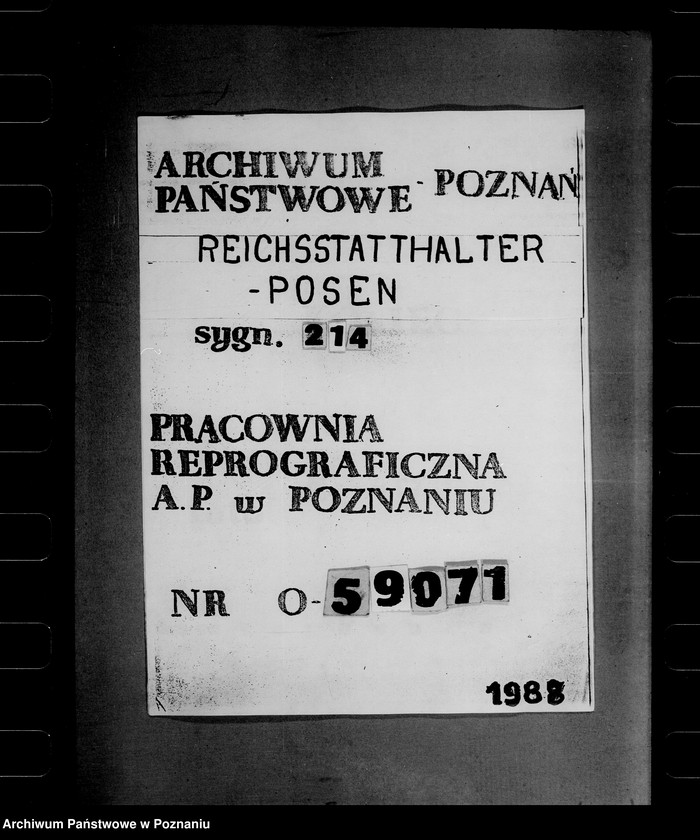 ARCHIWUM
PAŃSTWOWE - POZNAŃ
REICHSSTATTHALTER
-POSEN
sygn. 214
PRACOWNIA
REPROGRAFICZNA
A.P. w POZNANIU
NR O-59071
1988
Archiwum Państwowe w Poznaniu